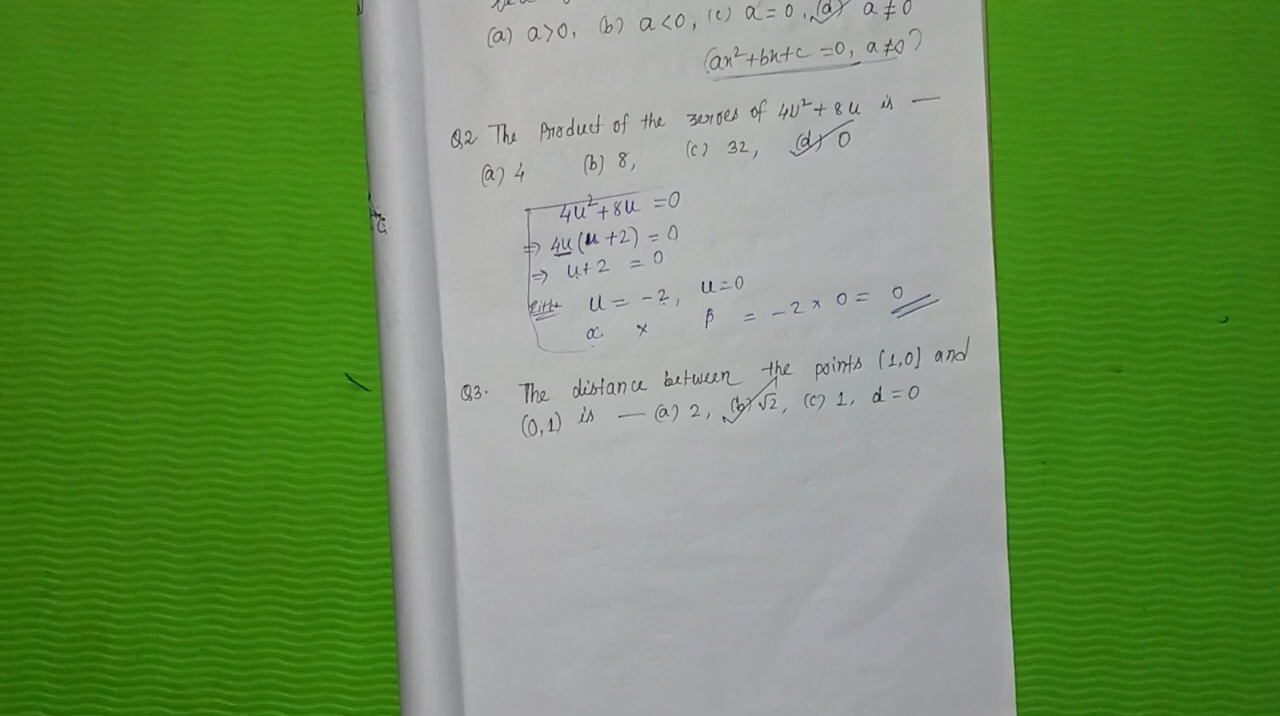 (a) a>0, (b) a<0, (c) a=0, (d) a≠0
(ax²+bx+c =0, a≠0)
Q2 The Product of the zeroes of 4U²+8u is —
(a) 4 (b) 8, (c) 32, (d) 0
4u²+8u =0
⇒ 4u(u+2) = 0
⇒ u+2 = 0
u = -2, u=0
α × β = -2 × 0 = 0
Q3. The distance between the points (1,0) and
(0,1) is — (a) 2, (b) √2, (c) 1, d =0